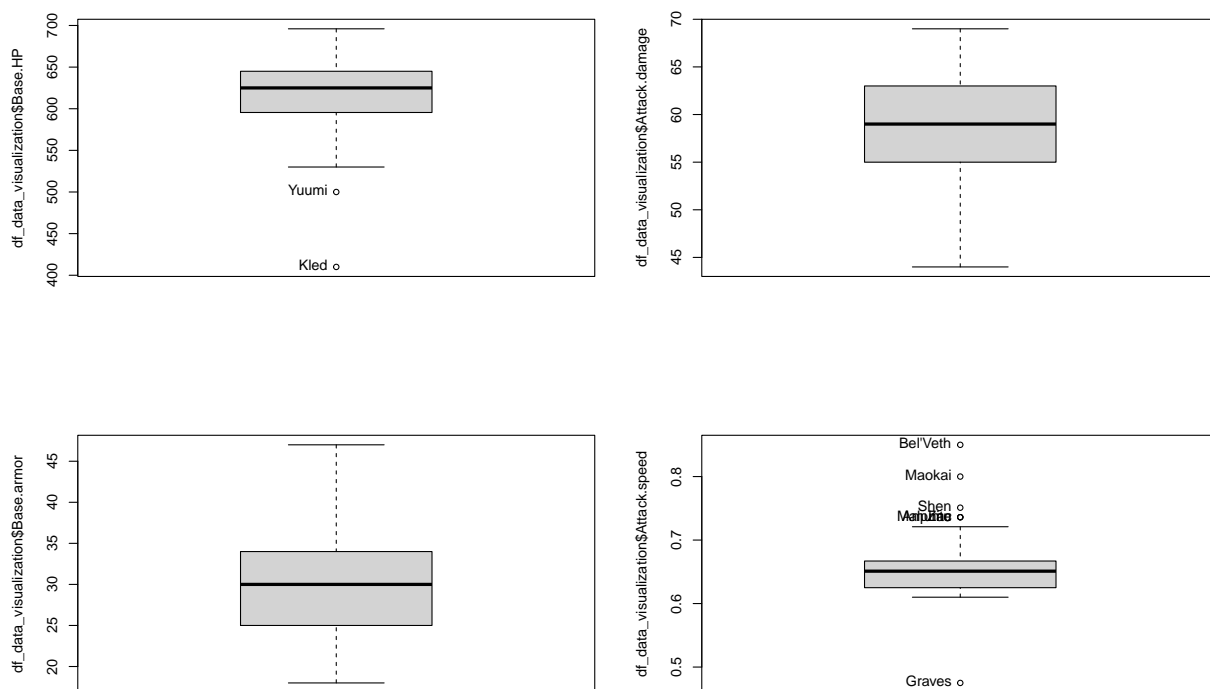 df_data_visualization$Base.HP
700
650
600
550
500
450
400
Yuumi
Kled
df_data_visualization$Attack.damage
70
65
60
55
50
45
df_data_visualization$Base.armor
45
40
35
30
25
20
df_data_visualization$Attack.speed
0.8
0.7
0.6
0.5
Bel'Veth
Maokai
Shen
Graves